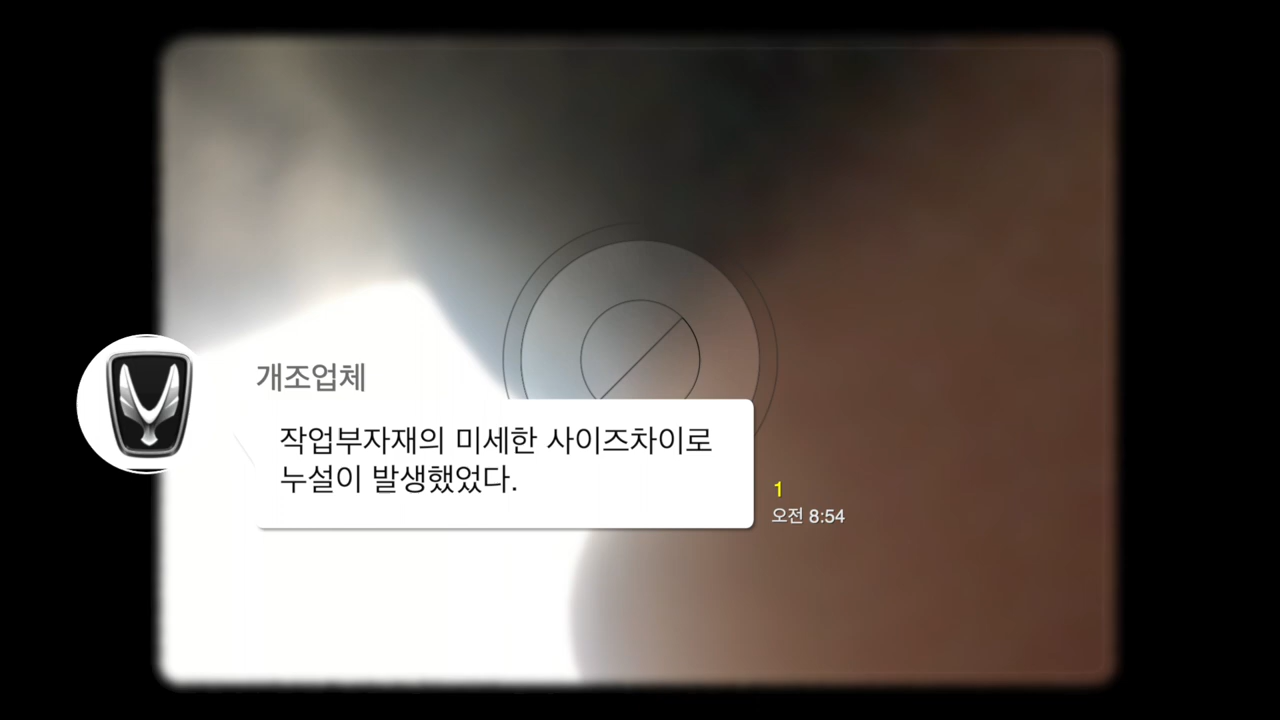 개조업체
작업부자재의 미세한 사이즈차이로
누설이 발생했었다.
1
오전 8:54